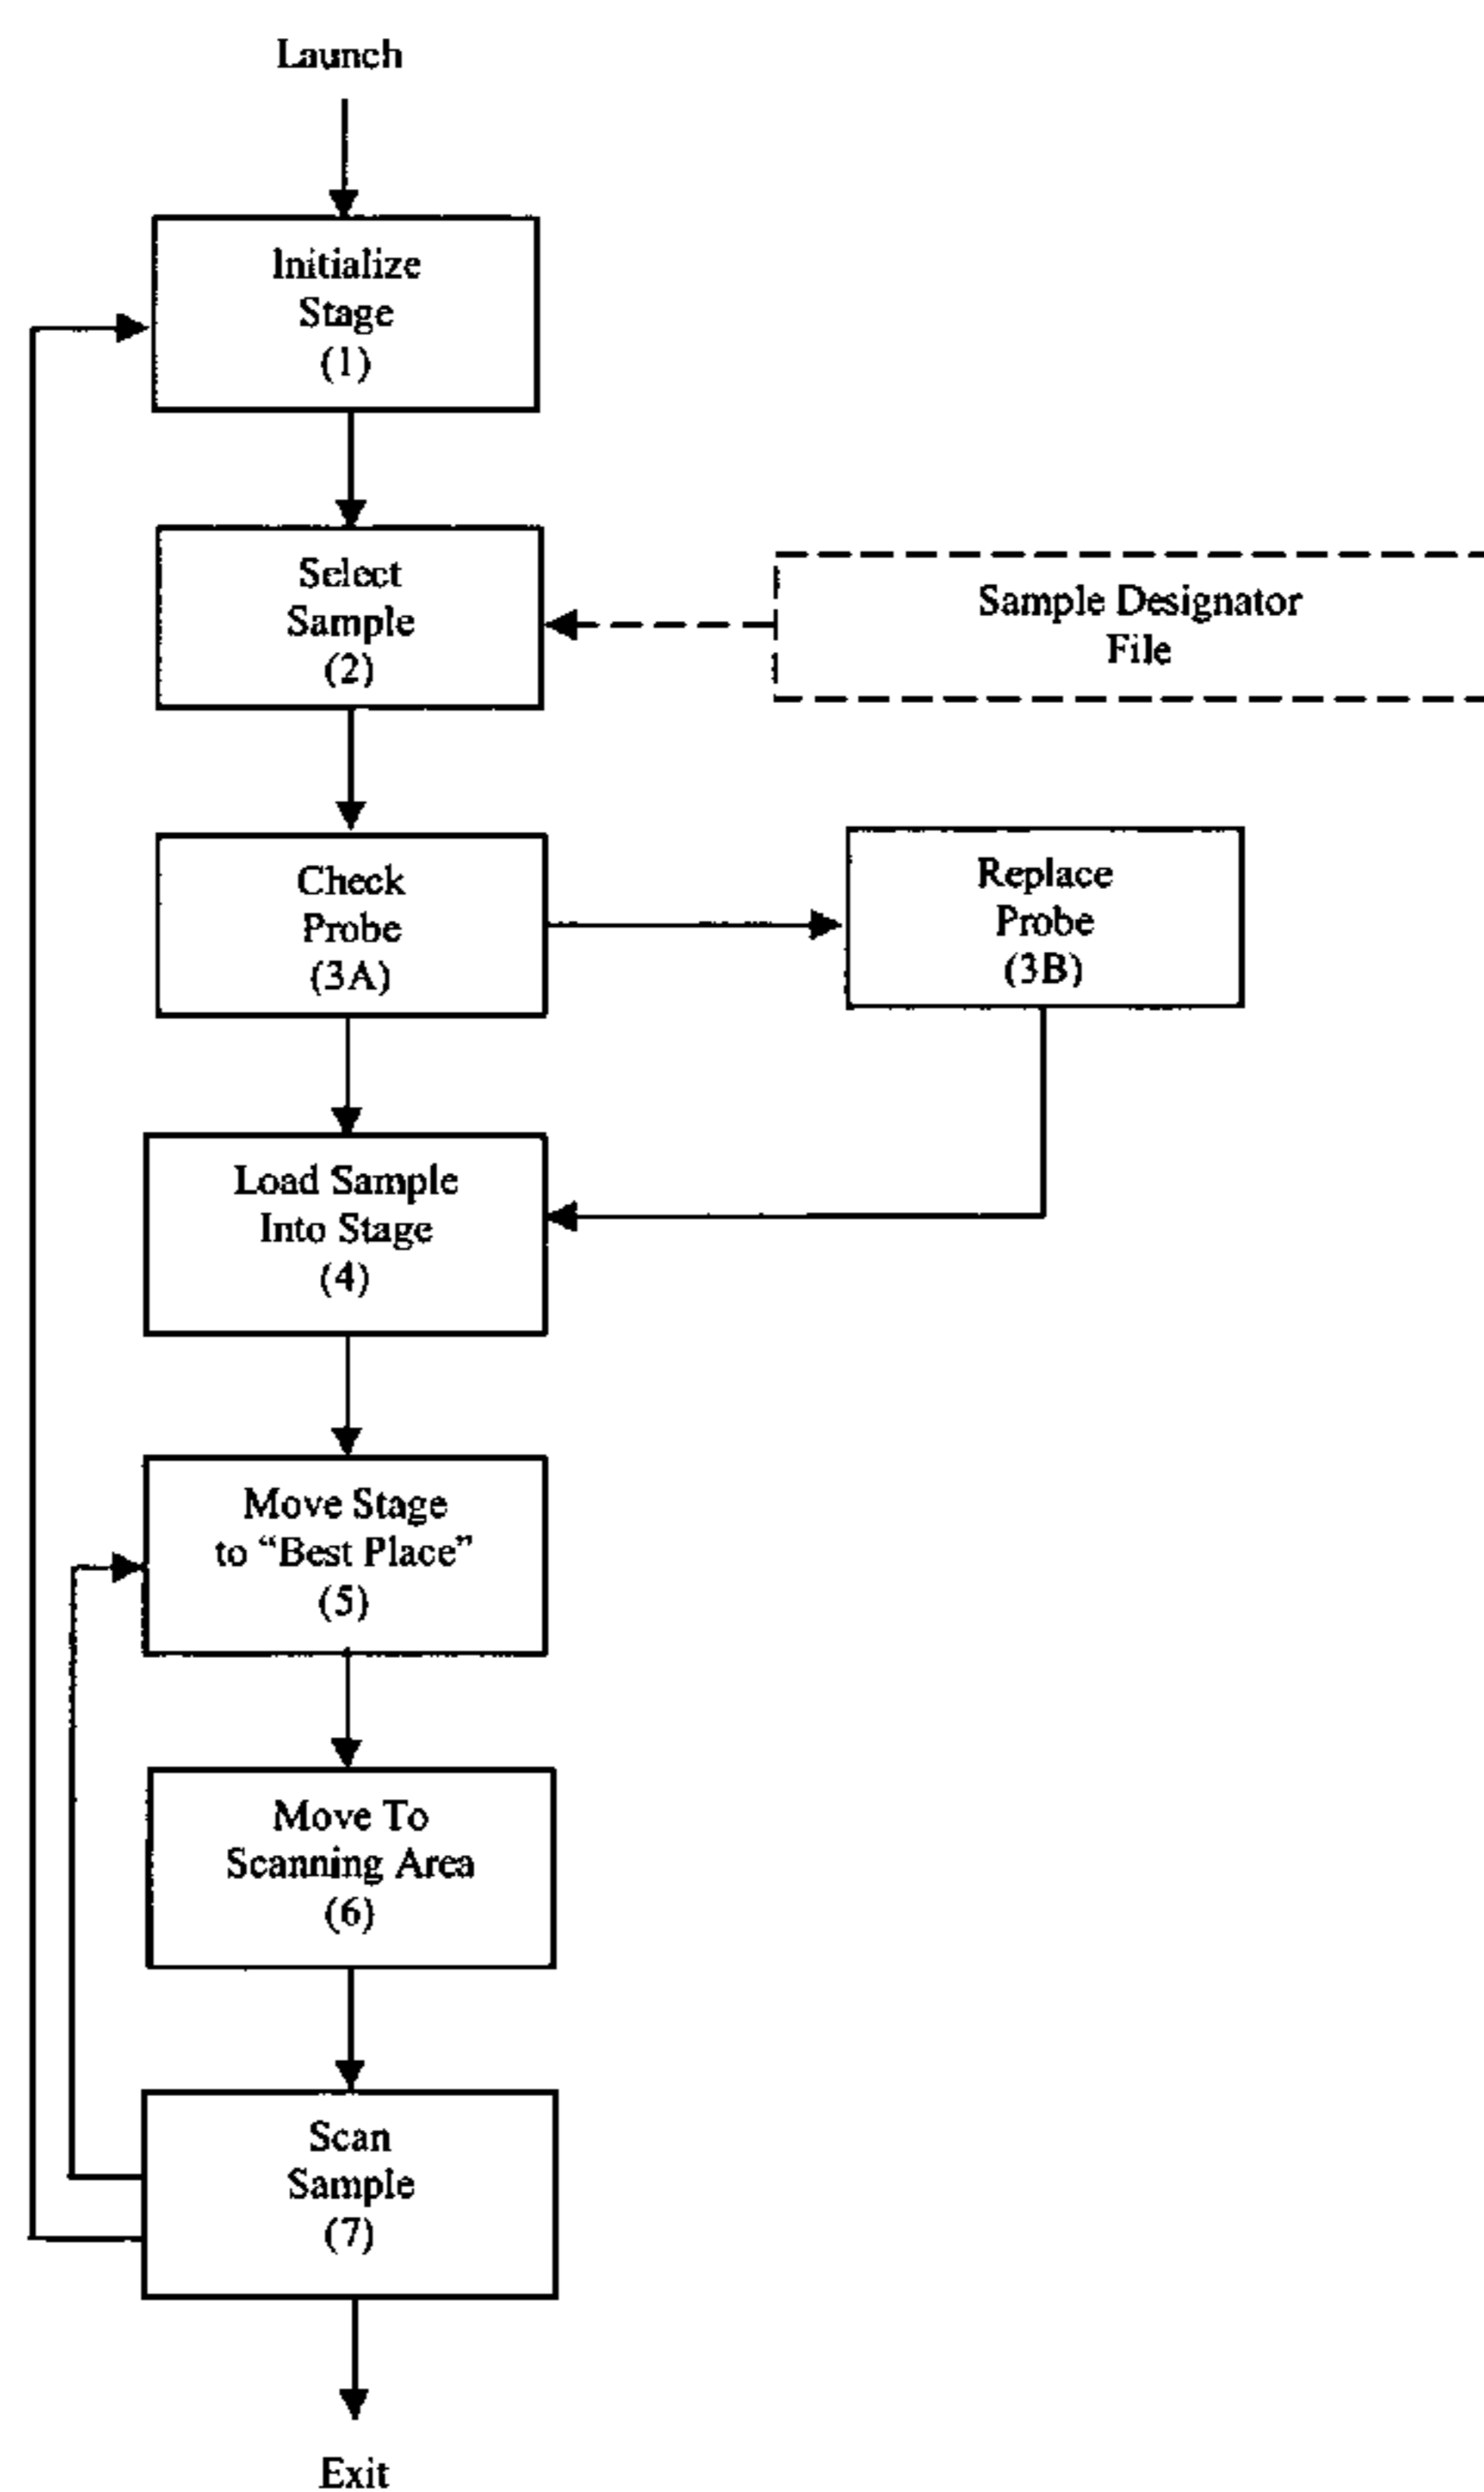 Launch
Initialize
Stage
(1)
Select
Sample
(2)
Sample Designator
File
Check
Probe
(3A)
Replace
Probe
(3B)
Load Sample
Into Stage
(4)
Move Stage
to “Best Place”
(5)
Move To
Scanning Area
(6)
Scan
Sample
(7)
Exit